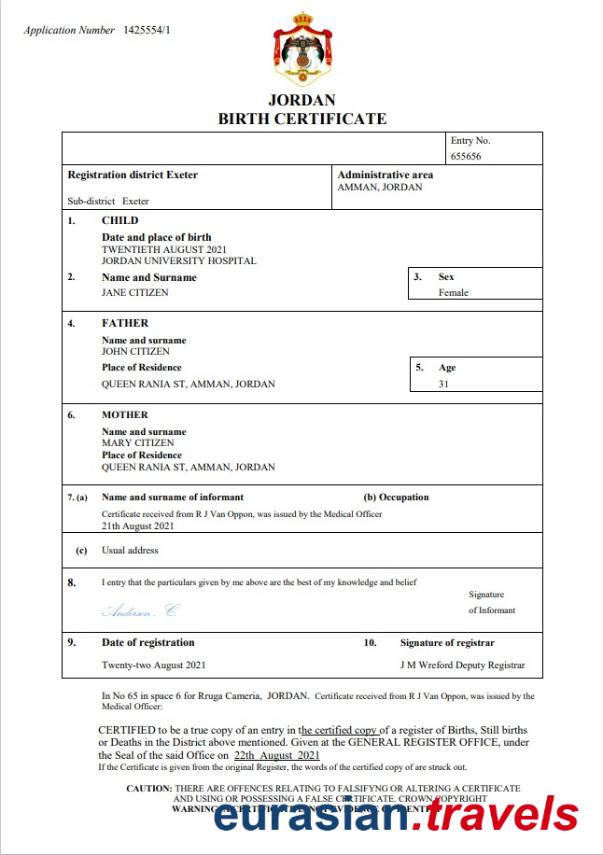 Application Number 1425554/1
JORDAN
BIRTH CERTIFICATE
Entry No.
655656
Registration district Exeter
Sub-district Exeter
Administrative area
AMMAN, JORDAN
1. CHILD
Date and place of birth
TWENTIETH AUGUST 2021
JORDAN UNIVERSITY HOSPITAL
2. Name and Surname
JANE CITIZEN
3. Sex
Female
4. FATHER
Name and surname
JOHN CITIZEN
Place of Residence
QUEEN RANIA ST, AMMAN, JORDAN
5. Age
31
6. MOTHER
Name and surname
MARY CITIZEN
Place of Residence
QUEEN RANIA ST, AMMAN, JORDAN
7. (a) Name and surname of informant (b) Occupation
Certificate received from R J Van Oppon, was issued by the Medical Officer
21th August 2021
(c) Usual address
8. I entry that the particulars given by me above are the best of my knowledge and belief
Signature
of Informant
Anderson. C.
9. Date of registration
Twenty-two August 2021
10. Signature of registrar
J M Wreford Deputy Registrar
In No 65 in space 6 for Rruga Cameria, JORDAN. Certificate received from R J Van Oppon, was issued by the
Medical Officer:
CERTIFIED to be a true copy of an entry in the certified copy of a register of Births, Still births
or Deaths in the District above mentioned. Given at the GENERAL REGISTER OFFICE, under
the Seal of the said Office on 22th August 2021
If the Certificate is given from the original Register, the words of the certified copy of are struck out.
CAUTION: THERE ARE OFFENCES RELATING TO FALSIFYNG OR ALTERING A CERTIFICATE
AND USING OR POSSESSING A FALSE CERTIFICATE. CROWN COPYRIGHT
eurasian.travels